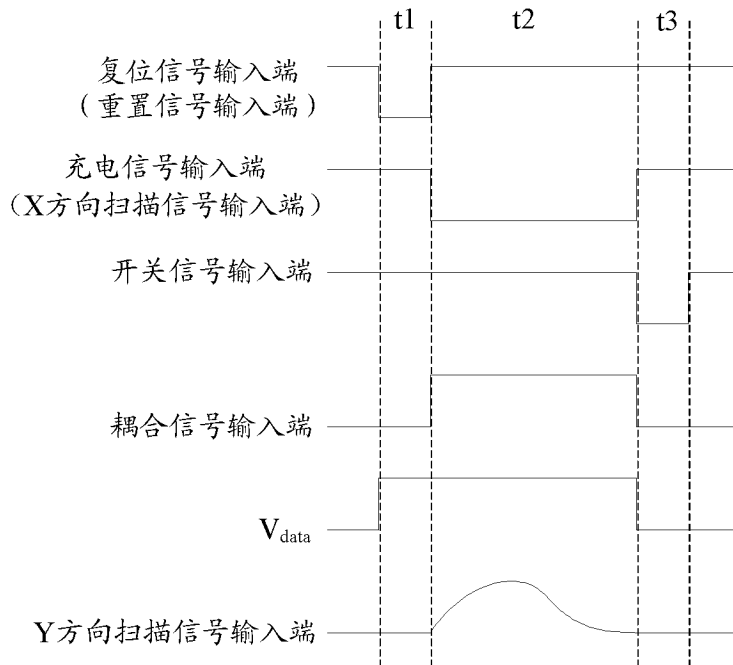 t1 t2 t3
复位信号输入端
(重置信号输入端)
充电信号输入端
(X方向扫描信号输入端)
开关信号输入端
耦合信号输入端
Vdata
Y方向扫描信号输入端